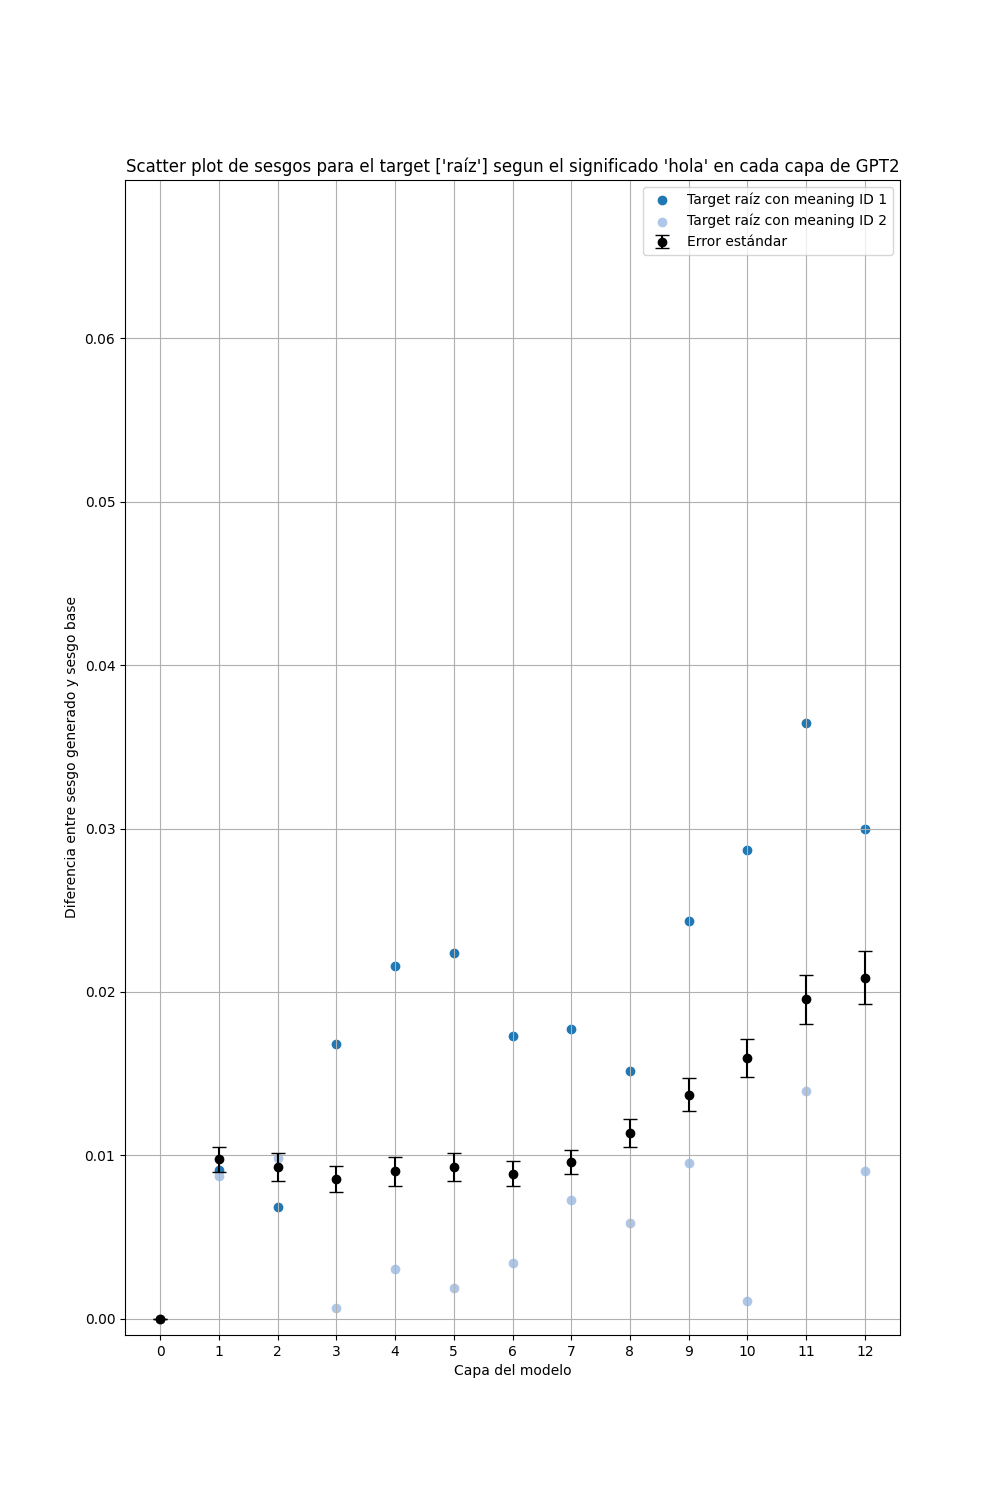 Scatter plot de sesgos para el target ['raíz'] segun el significado 'hola' en cada capa de GPT2
Target raíz con meaning ID 1
Target raíz con meaning ID 2
Error estándar
Diferencia entre sesgo generado y sesgo base
0.06
0.05
0.04
0.03
0.02
0.01
0.00
0 1 2 3 4 5 6 7 8 9 10 11 12
Capa del modelo